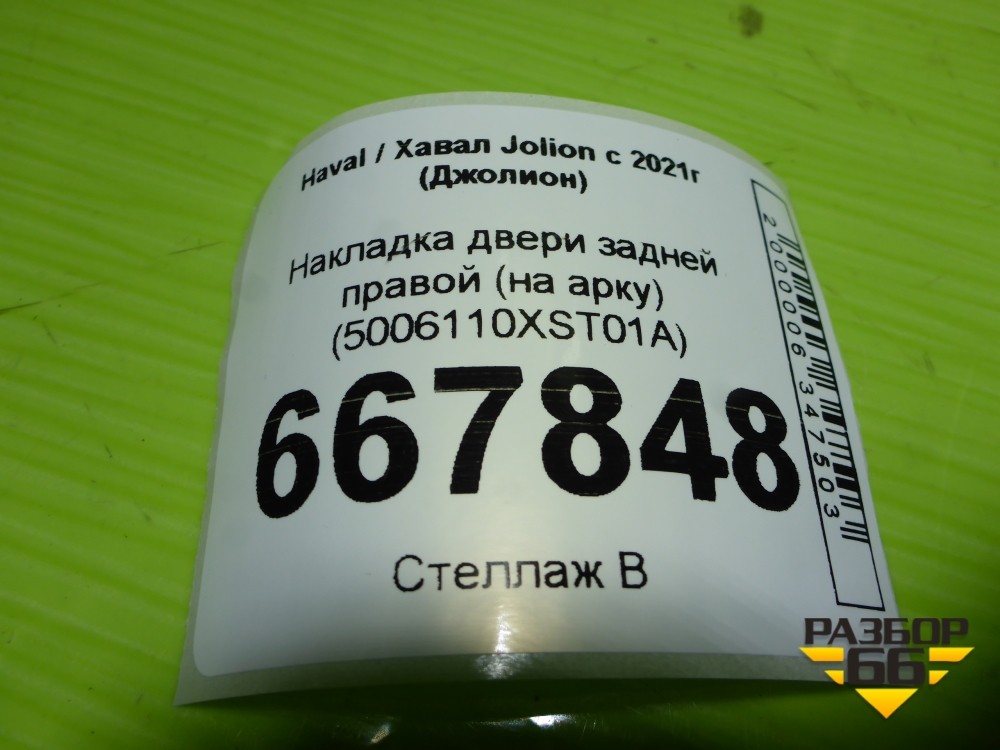 Haval / Хавал Jolion с 2021г
(Джолион)
Накладка двери задней
правой (на арку)
(5006110XST01A)
667848
Стеллаж В
2000006347503
РАЗБОР
66